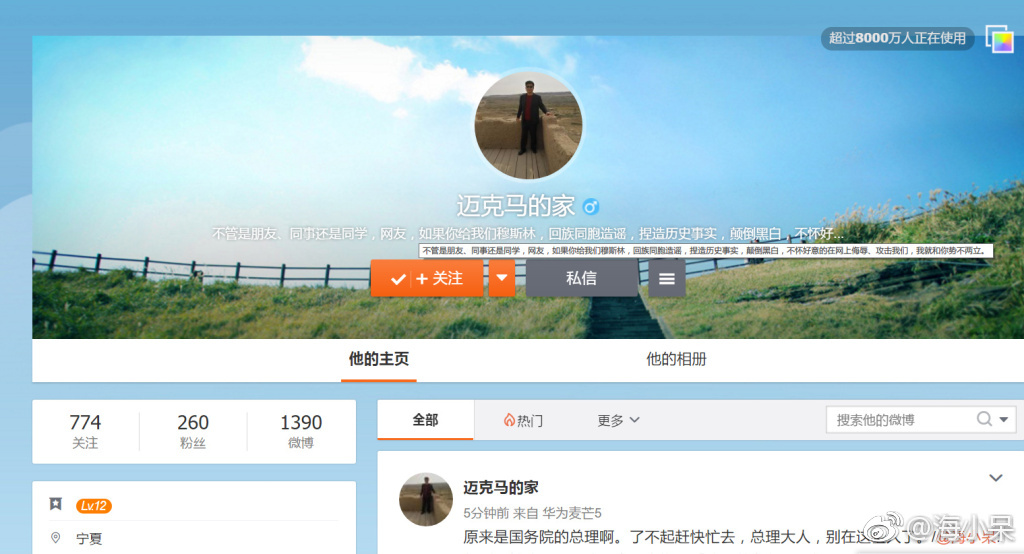 超过8000万人正在使用
迈克马的家
不管是朋友、同事还是同学，网友，如果你给我们穆斯林，回族同胞造谣，捏造历史事实，颠倒黑白，不怀好...
不管是朋友、同事还是同学，网友，如果你给我们穆斯林，回族同胞造谣，捏造历史事实，颠倒黑白，不怀好意的在网上侮辱、攻击我们，我就和你势不两立。
+ 关注
私信
他的主页 他的相册
774 260 1390
关注 粉丝 微博
全部 热门 更多 搜索他的微博
Lv.12
宁夏
迈克马的家
5分钟前 来自 华为麦芒5
原来是国务院的总理啊。了不起赶快忙去，总理大人，别在这
@海小呆